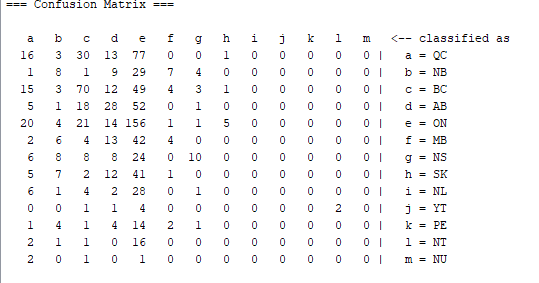 === Confusion Matrix ===
a b c d e f g h i j k l m <-- classified as
16 3 30 13 77 0 0 1 0 0 0 0 0 | a = QC
1 8 1 9 29 7 4 0 0 0 0 0 0 | b = NB
15 3 70 12 49 4 3 1 0 0 0 0 0 | c = BC
5 1 18 28 52 0 1 0 0 0 0 0 0 | d = AB
20 4 21 14 156 1 1 5 0 0 0 0 0 | e = ON
2 6 4 13 42 4 0 0 0 0 0 0 0 | f = MB
6 8 8 8 24 0 10 0 0 0 0 0 0 | g = NS
5 7 2 12 41 1 0 0 0 0 0 0 0 | h = SK
6 1 4 2 28 0 1 0 0 0 0 0 0 | i = NL
0 0 1 1 4 0 0 0 0 0 0 2 0 | j = YT
1 4 1 4 14 2 1 0 0 0 0 0 0 | k = PE
2 1 1 0 16 0 0 0 0 0 0 0 0 | l = NT
2 0 1 0 1 0 0 0 0 0 0 0 0 | m = NU